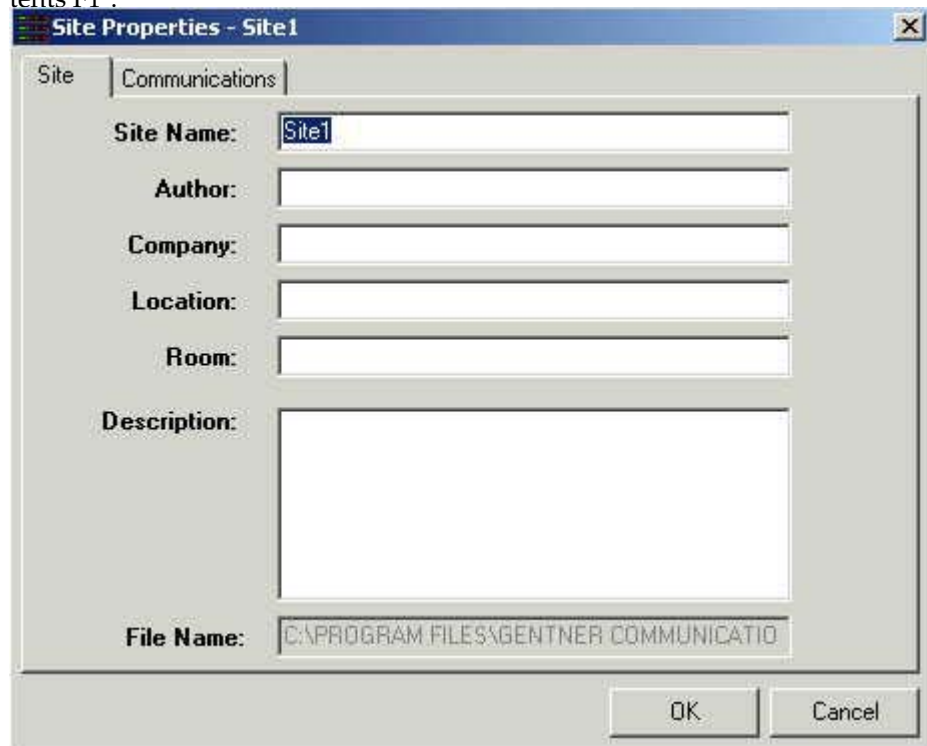 Site Properties - Site1
Site Communications
Site Name: Site1
Author:
Company:
Location:
Room:
Description:
File Name: C:\PROGRAM FILES\GENTNER COMMUNICATIO
OK Cancel